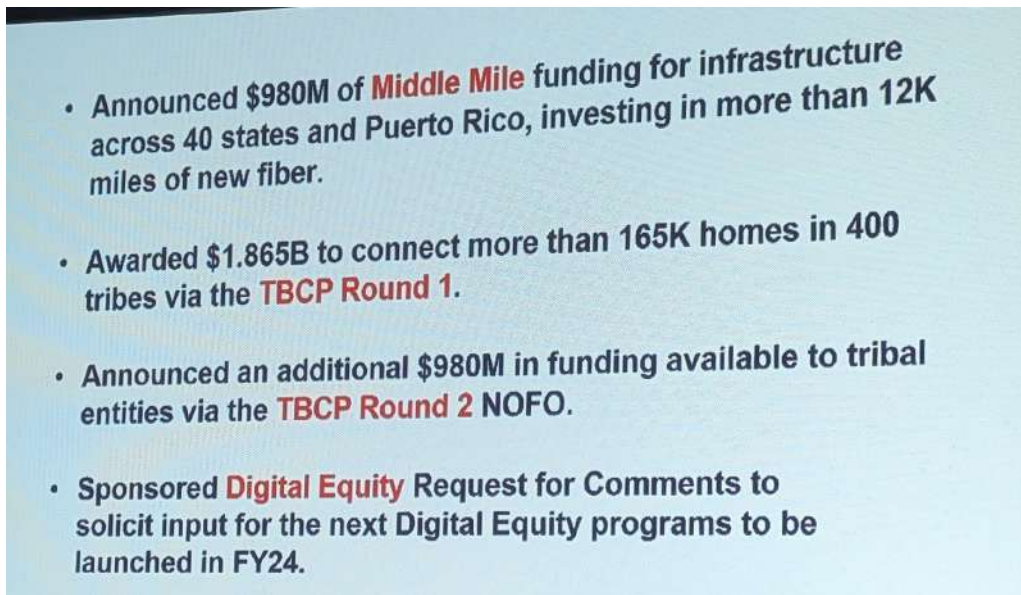 • Announced $980M of Middle Mile funding for infrastructure
across 40 states and Puerto Rico, investing in more than 12K
miles of new fiber.
• Awarded $1.865B to connect more than 165K homes in 400
tribes via the TBCP Round 1.
• Announced an additional $980M in funding available to tribal
entities via the TBCP Round 2 NOFO.
• Sponsored Digital Equity Request for Comments to
solicit input for the next Digital Equity programs to be
launched in FY24.